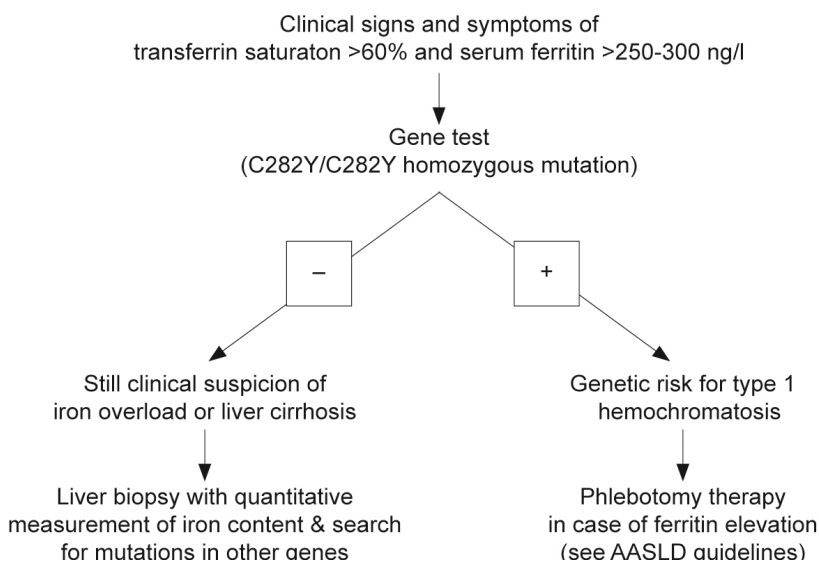 Clinical signs and symptoms of
transferrin saturaton >60% and serum ferritin >250-300 ng/l
Gene test
(C282Y/C282Y homozygous mutation)
–
+
Still clinical suspicion of
iron overload or liver cirrhosis
Genetic risk for type 1
hemochromatosis
Liver biopsy with quantitative
measurement of iron content & search
for mutations in other genes
Phlebotomy therapy
in case of ferritin elevation
(see AASLD guidelines)